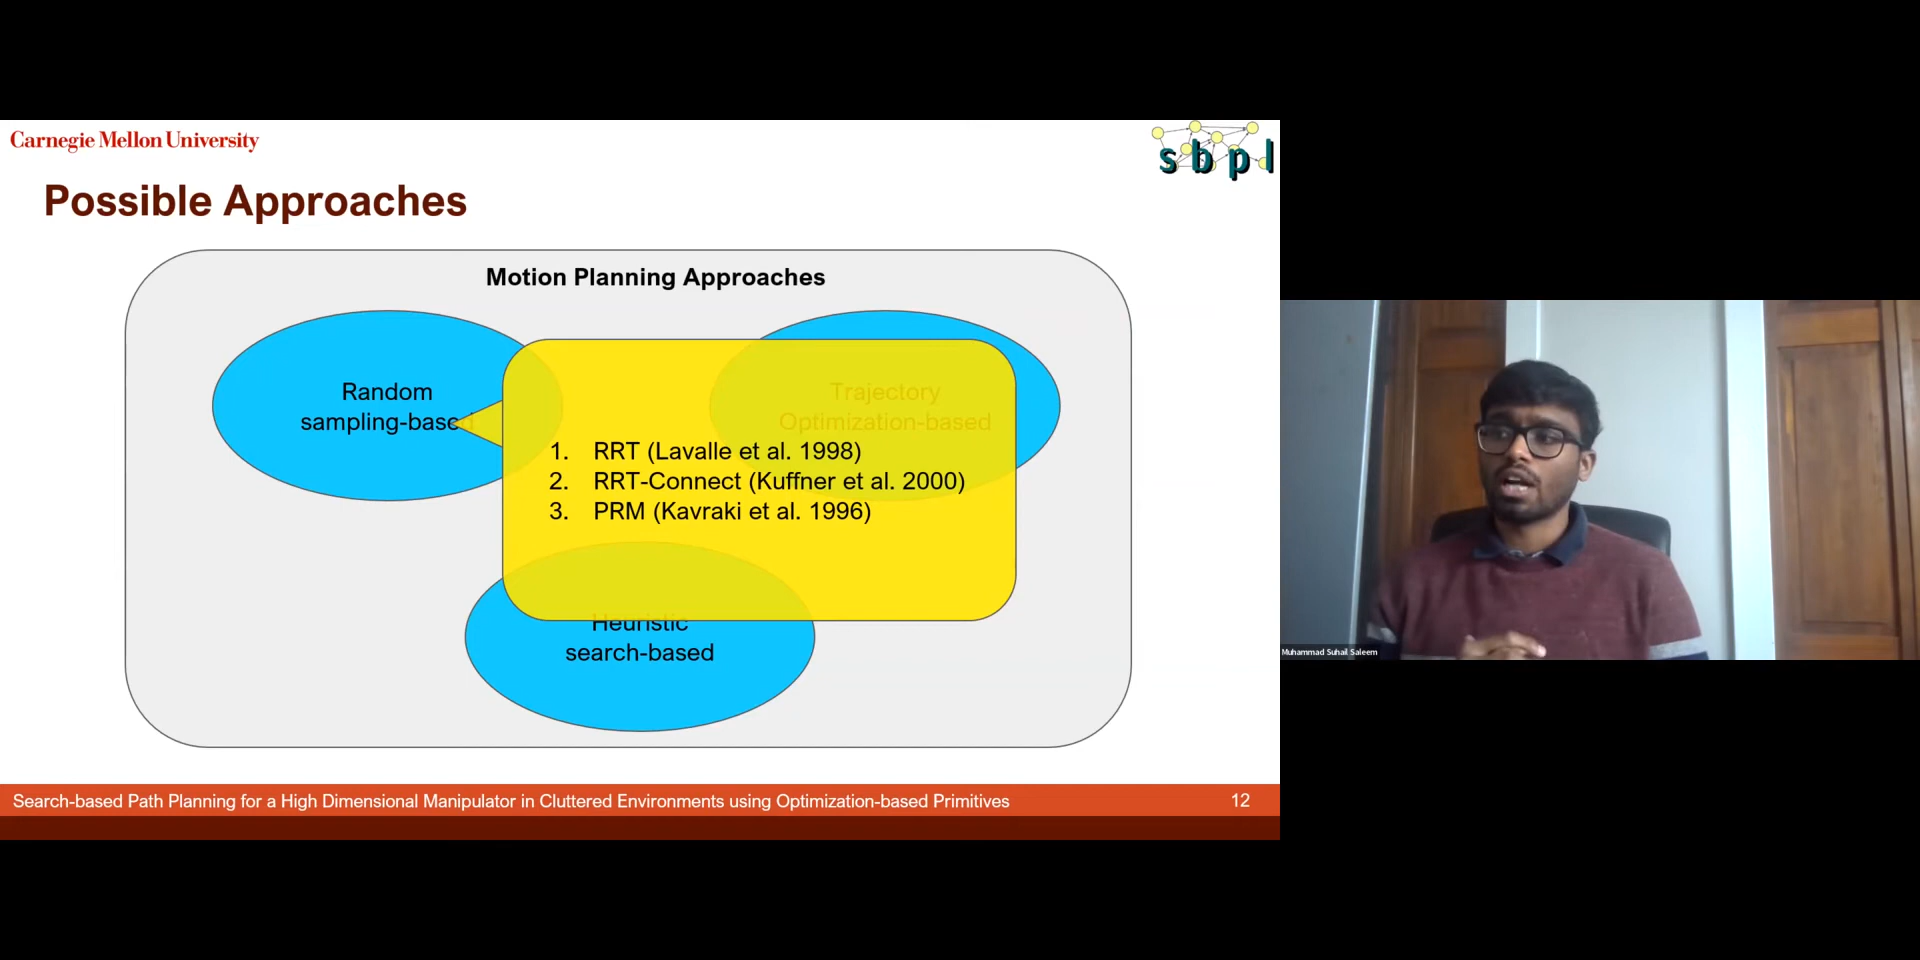 Carnegie Mellon University
sbpl
Possible Approaches
Motion Planning Approaches
Random
sampling-based
Trajectory
Optimization-based
1. RRT (Lavalle et al. 1998)
2. RRT-Connect (Kuffner et al. 2000)
3. PRM (Kavraki et al. 1996)
Heuristic
search-based
Search-based Path Planning for a High Dimensional Manipulator in Cluttered Environments using Optimization-based Primitives 12
Muhammad Suhail Saleem